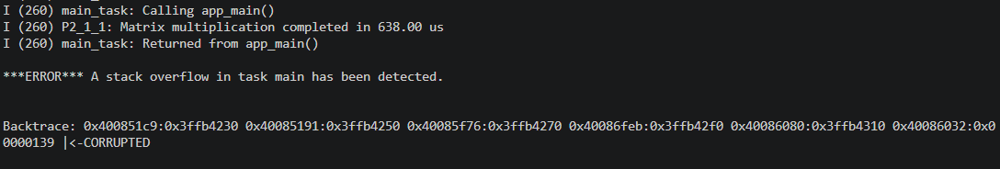 I (260) main_task: Calling app_main()
I (260) P2_1_1: Matrix multiplication completed in 638.00 us
I (260) main_task: Returned from app_main()
***ERROR*** A stack overflow in task main has been detected.
Backtrace: 0x400851c9:0x3ffb4230 0x40085191:0x3ffb4250 0x40085f76:0x3ffb4270 0x40086feb:0x3ffb42f0 0x40086080:0x3ffb4310 0x40086032:0x0
0000139 |<-CORRUPTED